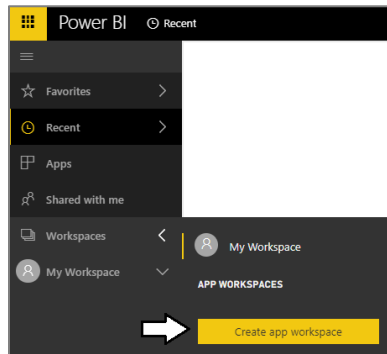 Power BI Recent
Favorites
Recent
Apps
Shared with me
Workspaces
My Workspace
My Workspace
APP WORKSPACES
Create app workspace